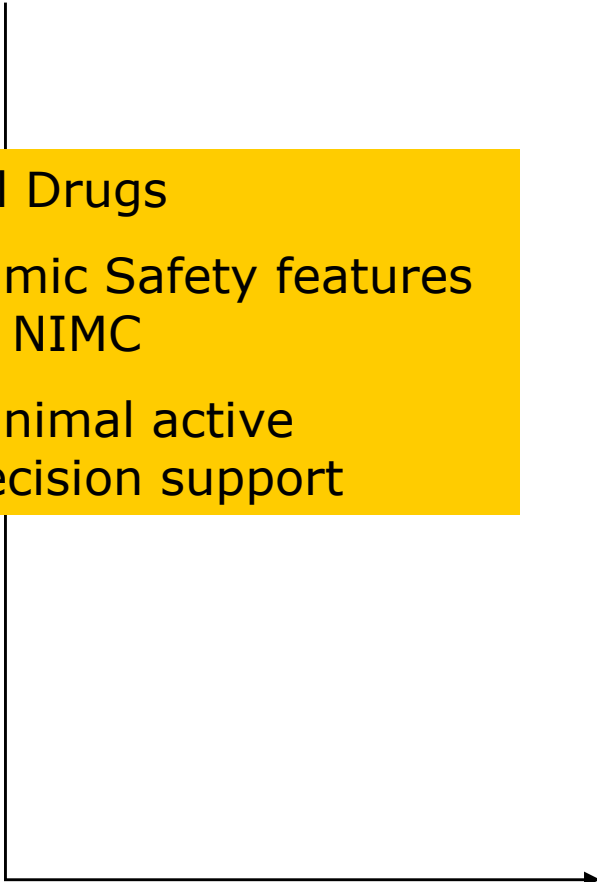 l Drugs
mic Safety features
NIMC
nimal active
ecision support